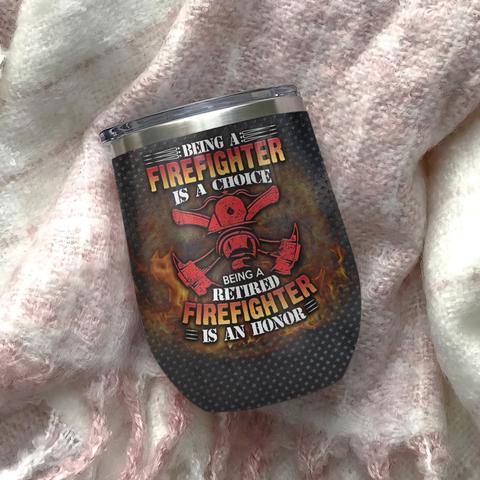 BEING A
FIREFIGHTER
IS A CHOICE
BEING A
RETIRED
FIREFIGHTER
IS AN HONOR